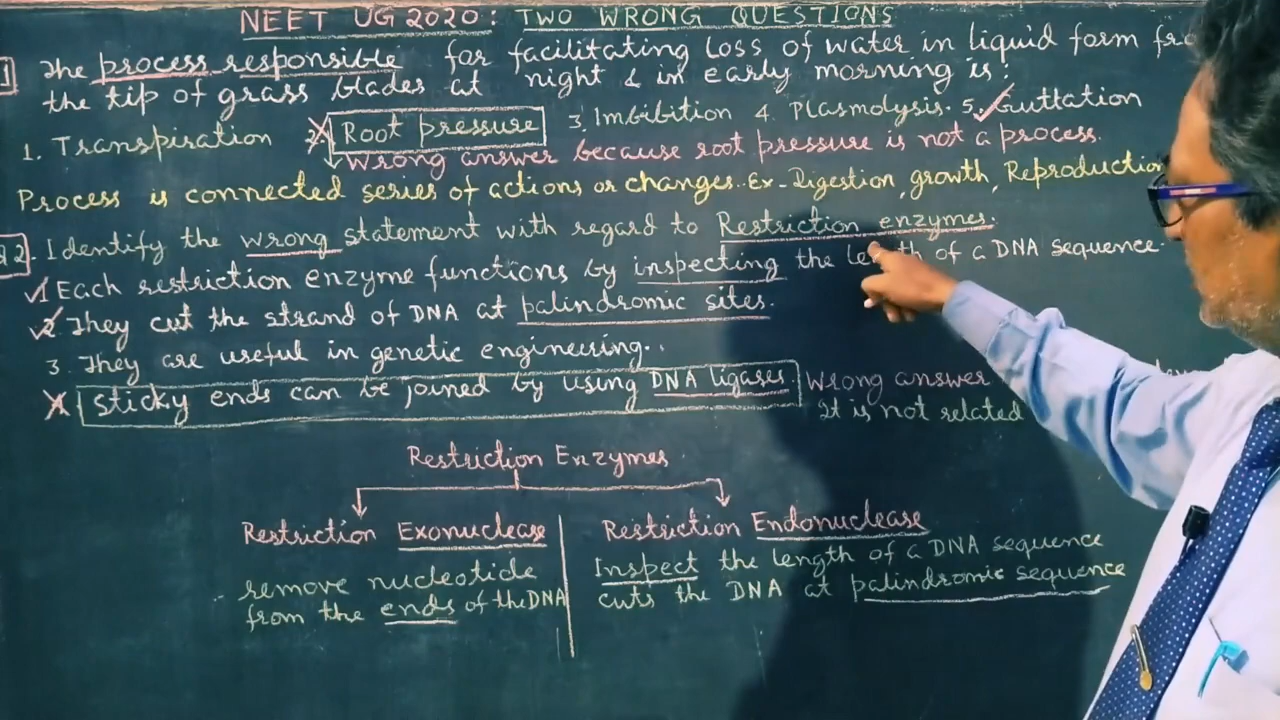 NEET UG 2020: TWO WRONG QUESTIONS
1 The process responsible for facilitating loss of water in liquid form fr
the tip of grass blades at night & in early morning is:
1. Transpiration 2. Root pressure 3. Imbibition 4. Plasmolysis. 5. Guttation
Wrong answer because root pressure is not a process.
Process is connected series of actions or changes. Ex- Digestion, growth, Reproduction
Q2. Identify the wrong statement with regard to Restriction enzymes.
1 Each restriction enzyme functions by inspecting the length of a DNA sequence.
2. They cut the strand of DNA at palindromic sites.
3. They are useful in genetic engineering.
Sticky ends can be joined by using DNA ligases. Wrong answer
It is not related
Restriction Enzymes
Restriction Exonuclease
remove nucleotide
from the ends of the DNA
Restriction Endonuclease
Inspect the length of a DNA sequence
cuts the DNA at palindromic sequence